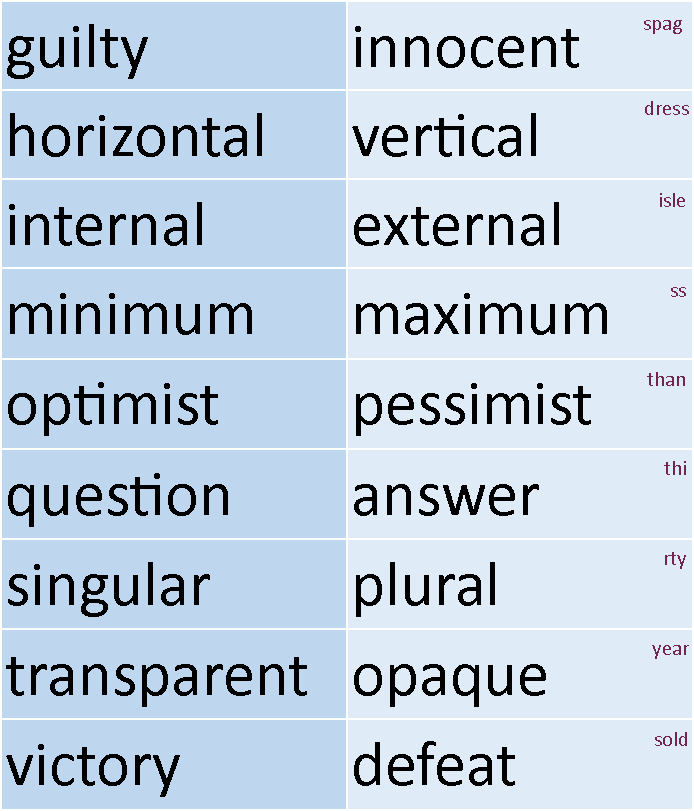 guilty innocent spag
horizontal vertical dress
internal external isle
minimum maximum ss
optimist pessimist than
question answer thi
singular plural rty
transparent opaque year
victory defeat sold